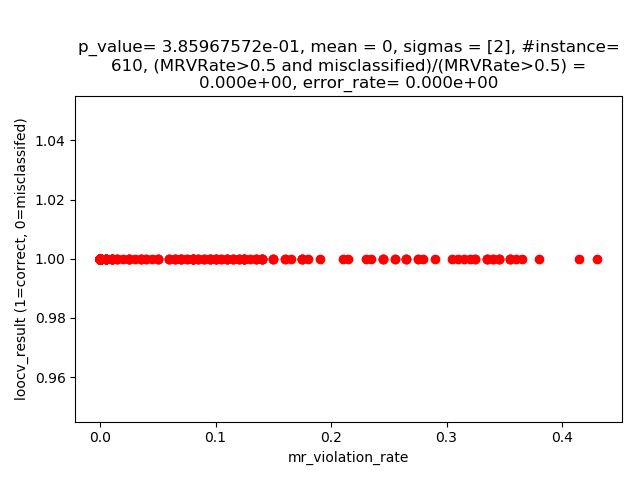 p_value= 3.85967572e-01, mean = 0, sigmas = [2], #instance=
610, (MRVRate>0.5 and misclassified)/(MRVRate>0.5) =
0.000e+00, error_rate= 0.000e+00
loocv_result (1=correct, 0=misclassifed)
1.04
1.02
1.00
0.98
0.96
0.0 0.1 0.2 0.3 0.4
mr_violation_rate